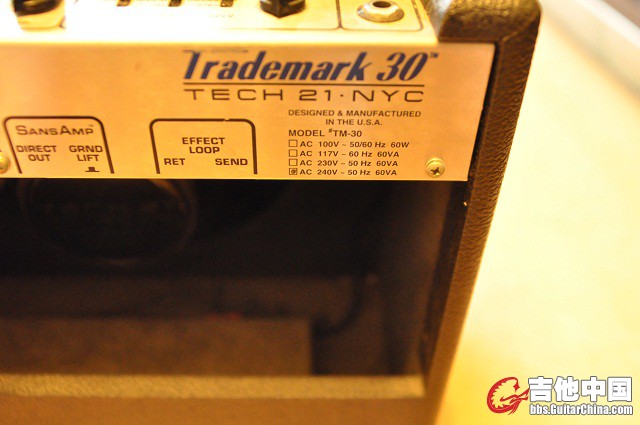 Trademark 30™
TECH 21·NYC
DESIGNED & MANUFACTURED
IN THE U.S.A.
MODEL #TM-30
AC 100V ~ 50/60 Hz 60W
AC 117V ~ 60 Hz 60VA
AC 230V ~ 50 Hz 60VA
AC 240V ~ 50 Hz 60VA
SANSAMP™
DIRECT OUT
GRND LIFT
EFFECT LOOP
RET SEND
吉他中国
bbs.GuitarChina.com